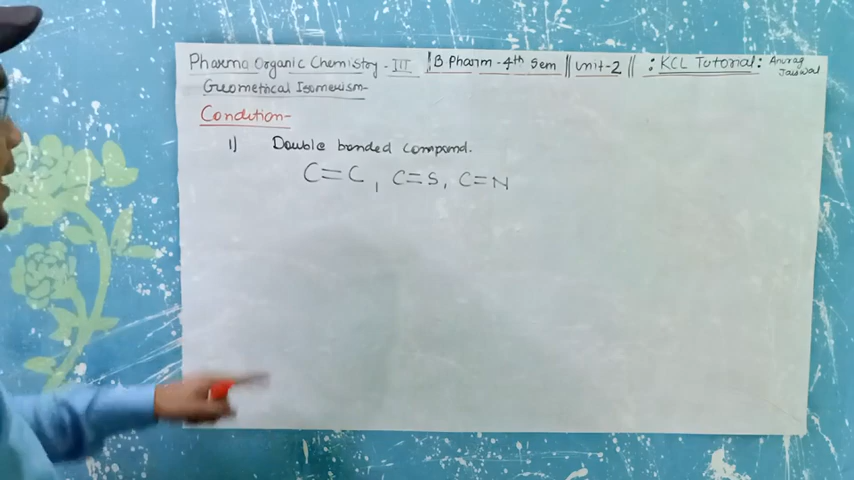 Pharma Organic Chemistry - III || B Pharm - 4th Sem || Unit-2 || : KCL Tutorial : Anurag Jaiswal
Geometrical Isomerism-
Condition-
1) Double bonded compound.
C=C, C=S, C=N